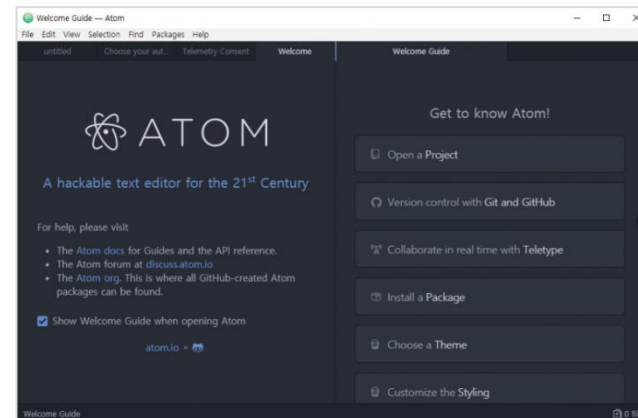 Welcome Guide — Atom
File Edit View Selection Find Packages Help
untitled
Choose your aut...
Telemetry Consent
Welcome
Welcome Guide
ATOM
A hackable text editor for the 21st Century
For help, please visit
• The Atom docs for Guides and the API reference.
• The Atom forum at discuss.atom.io
• The Atom org. This is where all GitHub-created Atom
packages can be found.
Show Welcome Guide when opening Atom
atom.io ×
Get to know Atom!
Open a Project
Version control with Git and GitHub
Collaborate in real time with Teletype
Install a Package
Choose a Theme
Customize the Styling
Welcome Guide
0